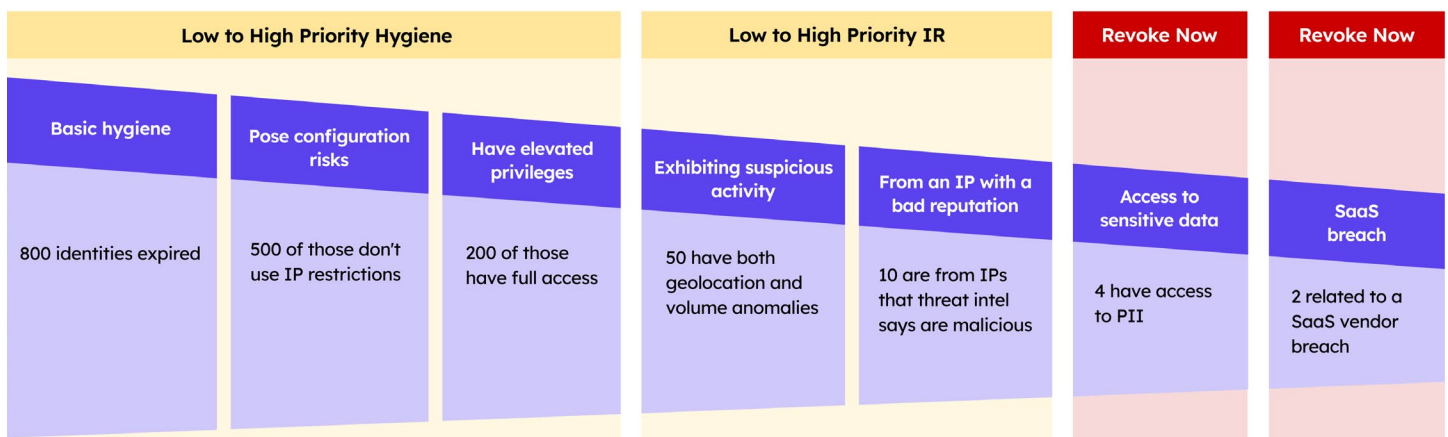 Low to High Priority Hygiene
Low to High Priority IR
Revoke Now
Revoke Now
Basic hygiene
800 identities expired
Pose configuration
risks
500 of those don't
use IP restrictions
Have elevated
privileges
200 of those
have full access
Exhibiting suspicious
activity
50 have both
geolocation and
volume anomalies
From an IP with a
bad reputation
10 are from IPs
that threat intel
says are malicious
Access to
sensitive data
4 have access
to PII
SaaS
breach
2 related to a
SaaS vendor
breach